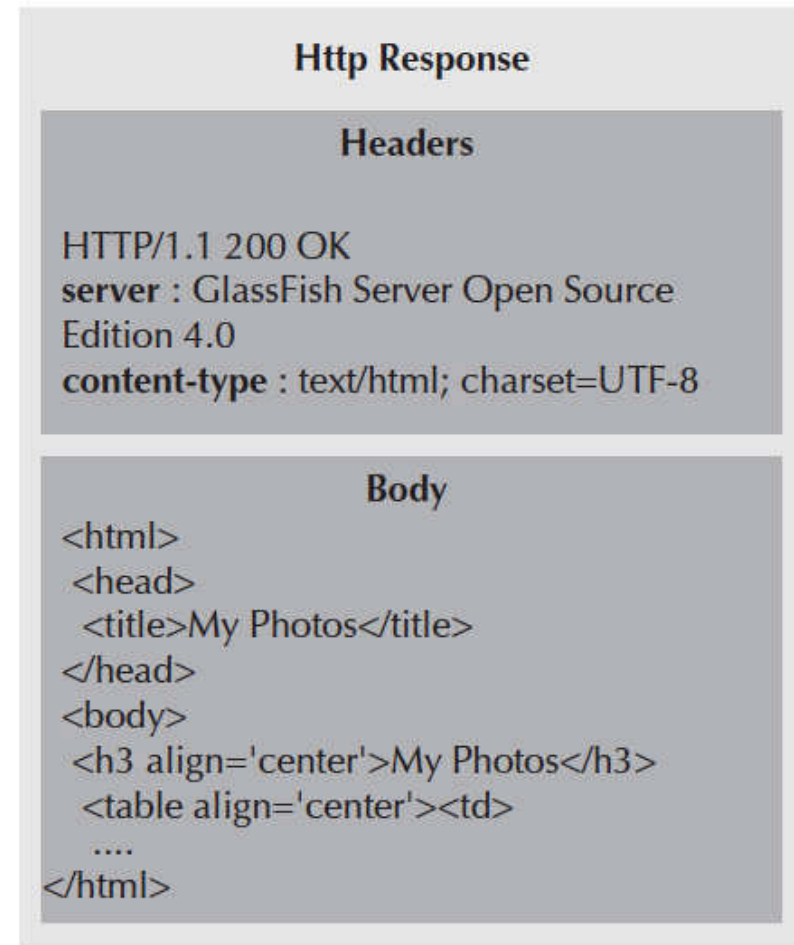 Http Response
Headers
HTTP/1.1 200 OK
server : GlassFish Server Open Source
Edition 4.0
content-type : text/html; charset=UTF-8
Body
<html>
<head>
<title>My Photos</title>
</head>
<body>
<h3 align='center'>My Photos</h3>
<table align='center'><td>
....
</html>